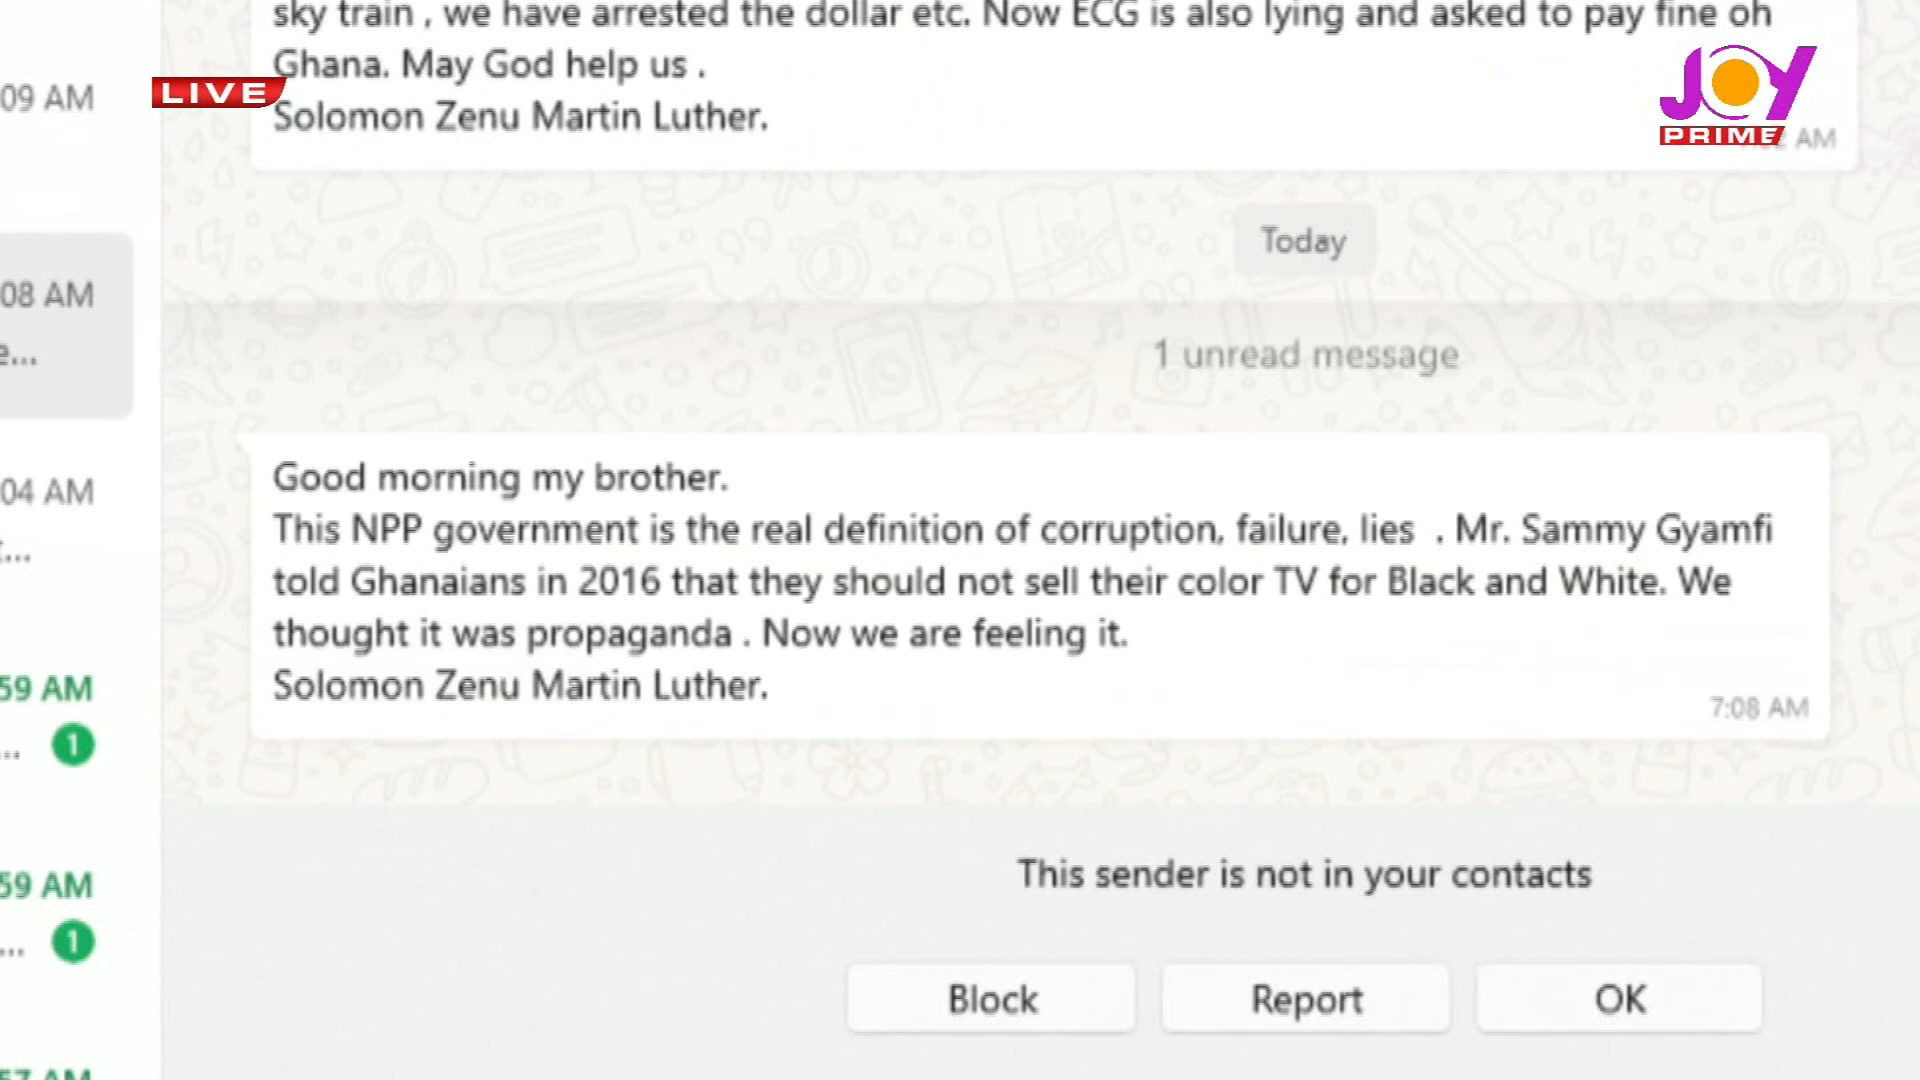 sky train , we have arrested the dollar etc. Now ECG is also lying and asked to pay fine oh
Ghana. May God help us .
Solomon Zenu Martin Luther.
LIVE
JOY
PRIME
AM
09 AM
Today
08 AM
e...
1 unread message
04 AM
Good morning my brother.
This NPP government is the real definition of corruption, failure, lies . Mr. Sammy Gyamfi
told Ghanaians in 2016 that they should not sell their color TV for Black and White. We
thought it was propaganda . Now we are feeling it.
Solomon Zenu Martin Luther.
7:08 AM
59 AM
... 1
59 AM
... 1
This sender is not in your contacts
Block Report OK